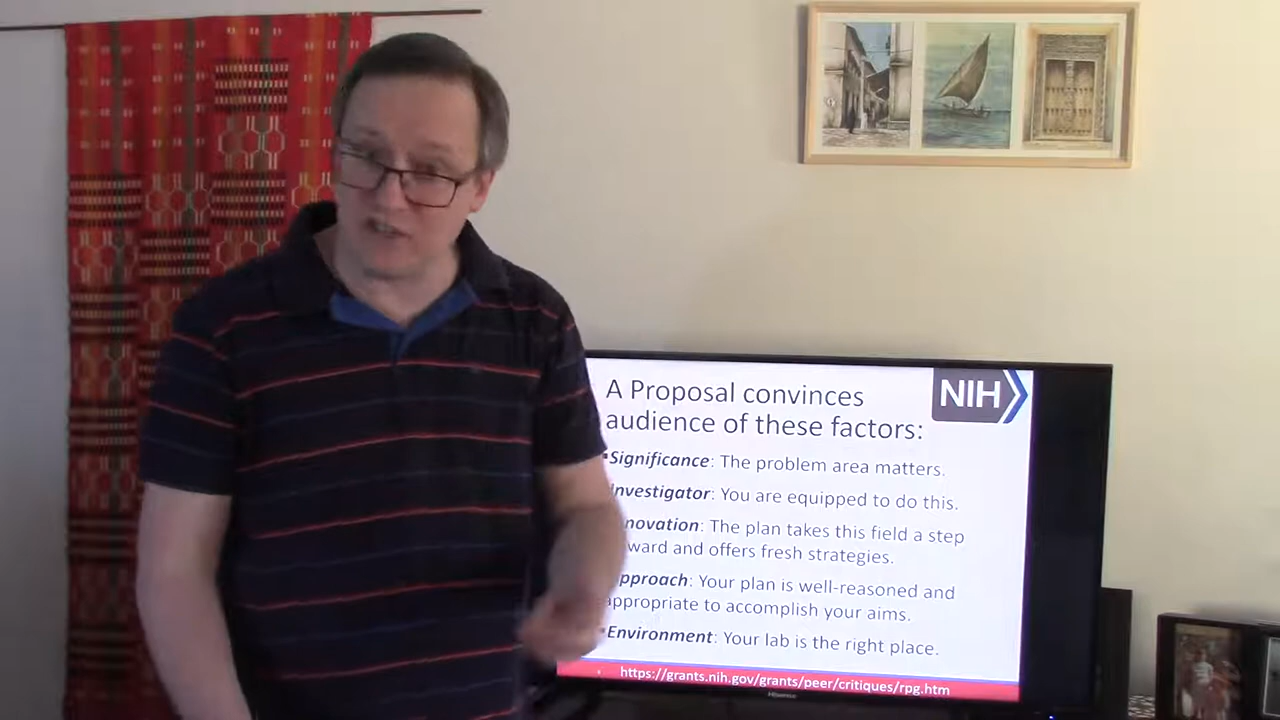 A Proposal convinces
audience of these factors:
NIH
Significance: The problem area matters.
nvestigator: You are equipped to do this.
novation: The plan takes this field a step
ward and offers fresh strategies.
pproach: Your plan is well-reasoned and
appropriate to accomplish your aims.
Environment: Your lab is the right place.
https://grants.nih.gov/grants/peer/critiques/rpg.htm
Hisense